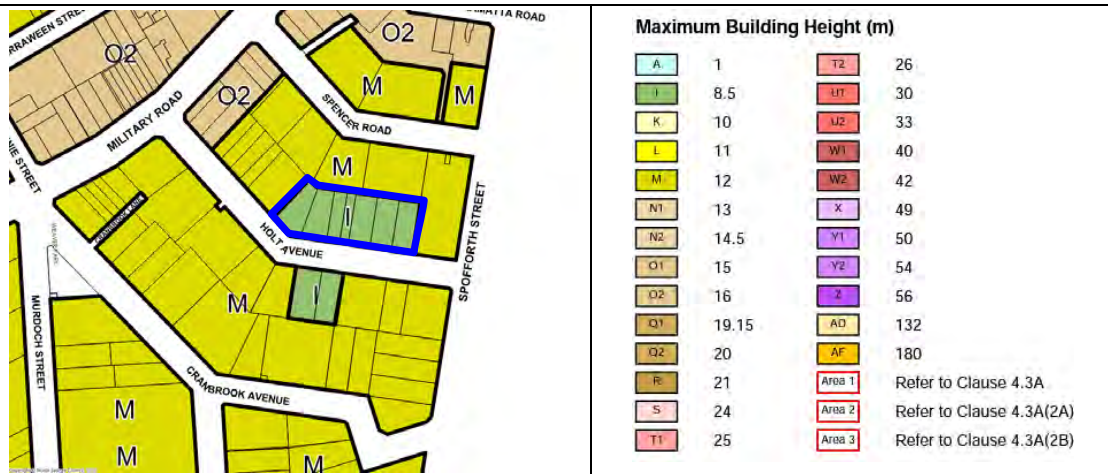 MATTA ROAD
RRAWEEN STREET
O2
O2
M
M
O2
SPENCER ROAD
MILITARY ROAD
M
I
HOLT AVENUE
SPOFFORTH STREET
I
M
MURDOCH STREET
CRANBROOK AVENUE
M
M
M
Maximum Building Height (m)
A 1
I 8.5
K 10
L 11
M 12
N1 13
N2 14.5
O1 15
O2 16
Q1 19.15
Q2 20
R 21
S 24
T1 25
T2 26
U1 30
U2 33
W1 40
W2 42
X 49
Y1 50
Y2 54
Z 56
AD 132
AF 180
Area 1 Refer to Clause 4.3A
Area 2 Refer to Clause 4.3A(2A)
Area 3 Refer to Clause 4.3A(2B)